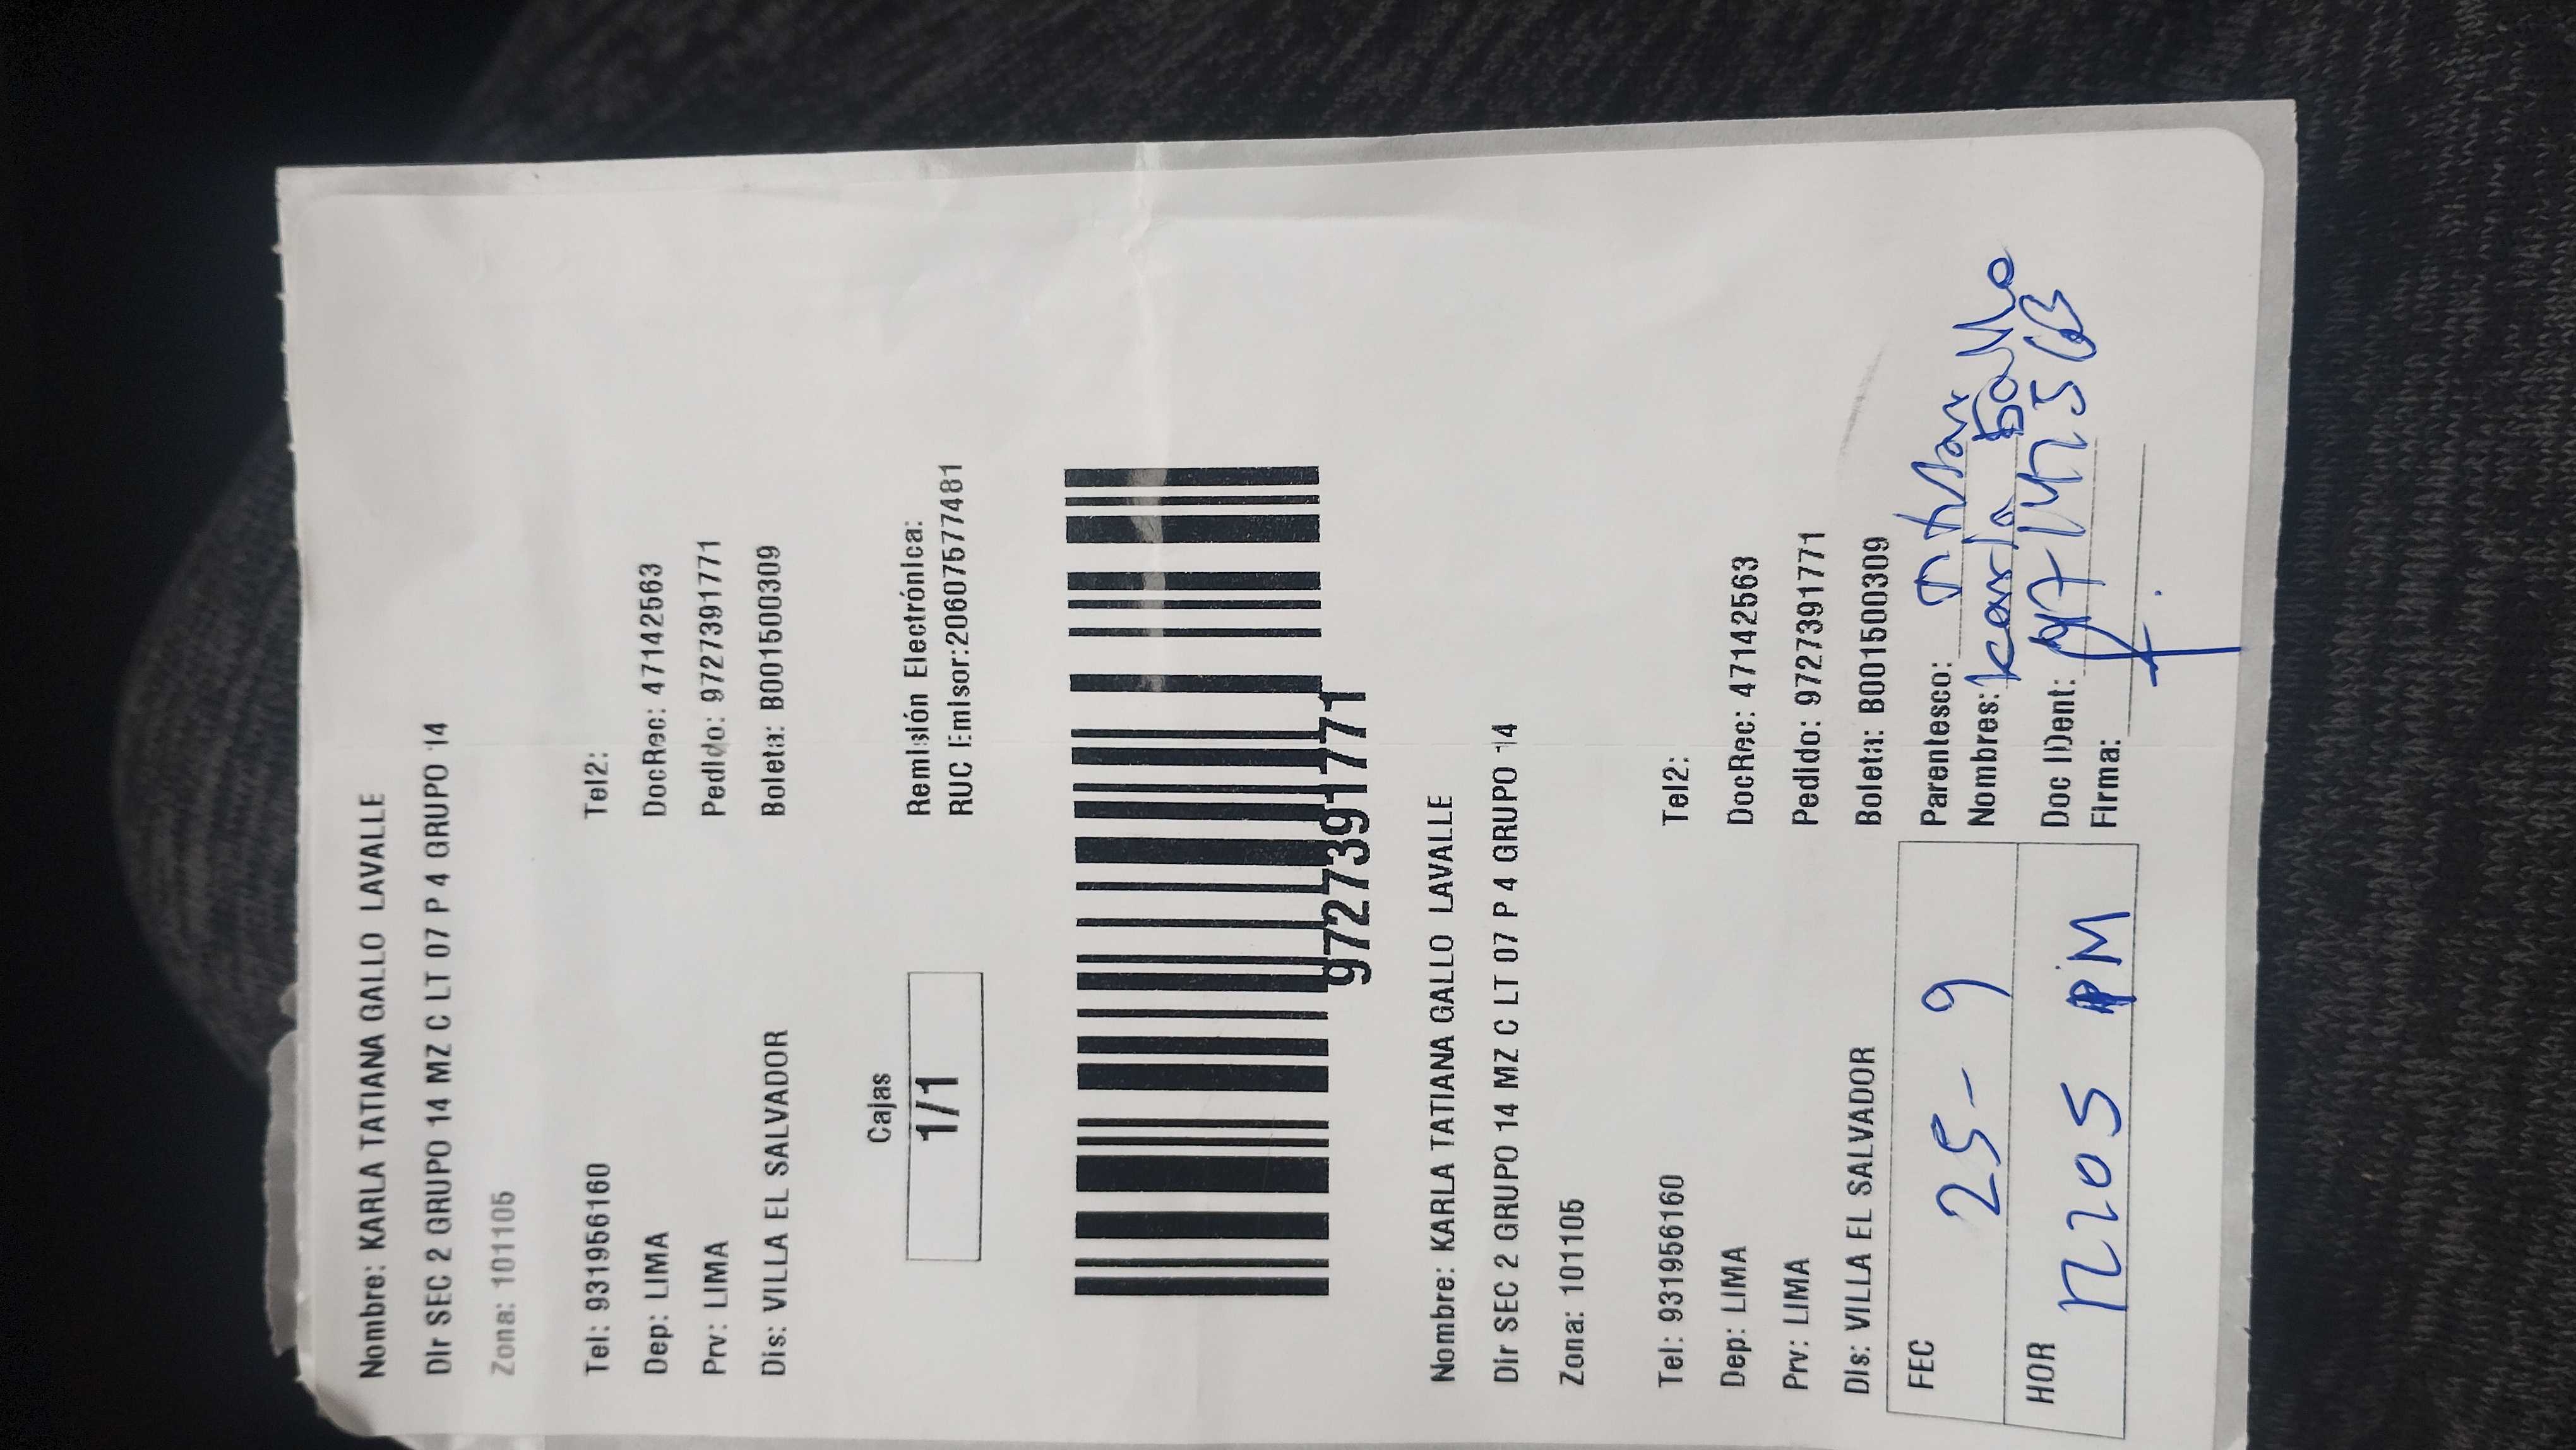 Nombre: KARLA TATIANA GALLO LAVALLE
Dir SEC 2 GRUPO 14 MZ C LT 07 P 4 GRUPO 14
Zona: 101105
Tel: 931956160 Tel2:
Dep: LIMA DocRec: 47142563
Prv: LIMA Pedido: 9727391771
Dis: VILLA EL SALVADOR Boleta: B001500309
Cajas Remisión Electrónica:
1/1 RUC Emisor:20607577481
9727391771
Nombre: KARLA TATIANA GALLO LAVALLE
Dir SEC 2 GRUPO 14 MZ C LT 07 P 4 GRUPO 14
Zona: 101105
Tel: 931956160 Tel2:
Dep: LIMA DocRec: 47142563
Prv: LIMA Pedido: 9727391771
Dis: VILLA EL SALVADOR Boleta: B001500309
FEC 25-9 Parentesco: Titular
Nombres: Karla Gallo
HOR 1205 PM Doc IDent: 47142563
Firma: